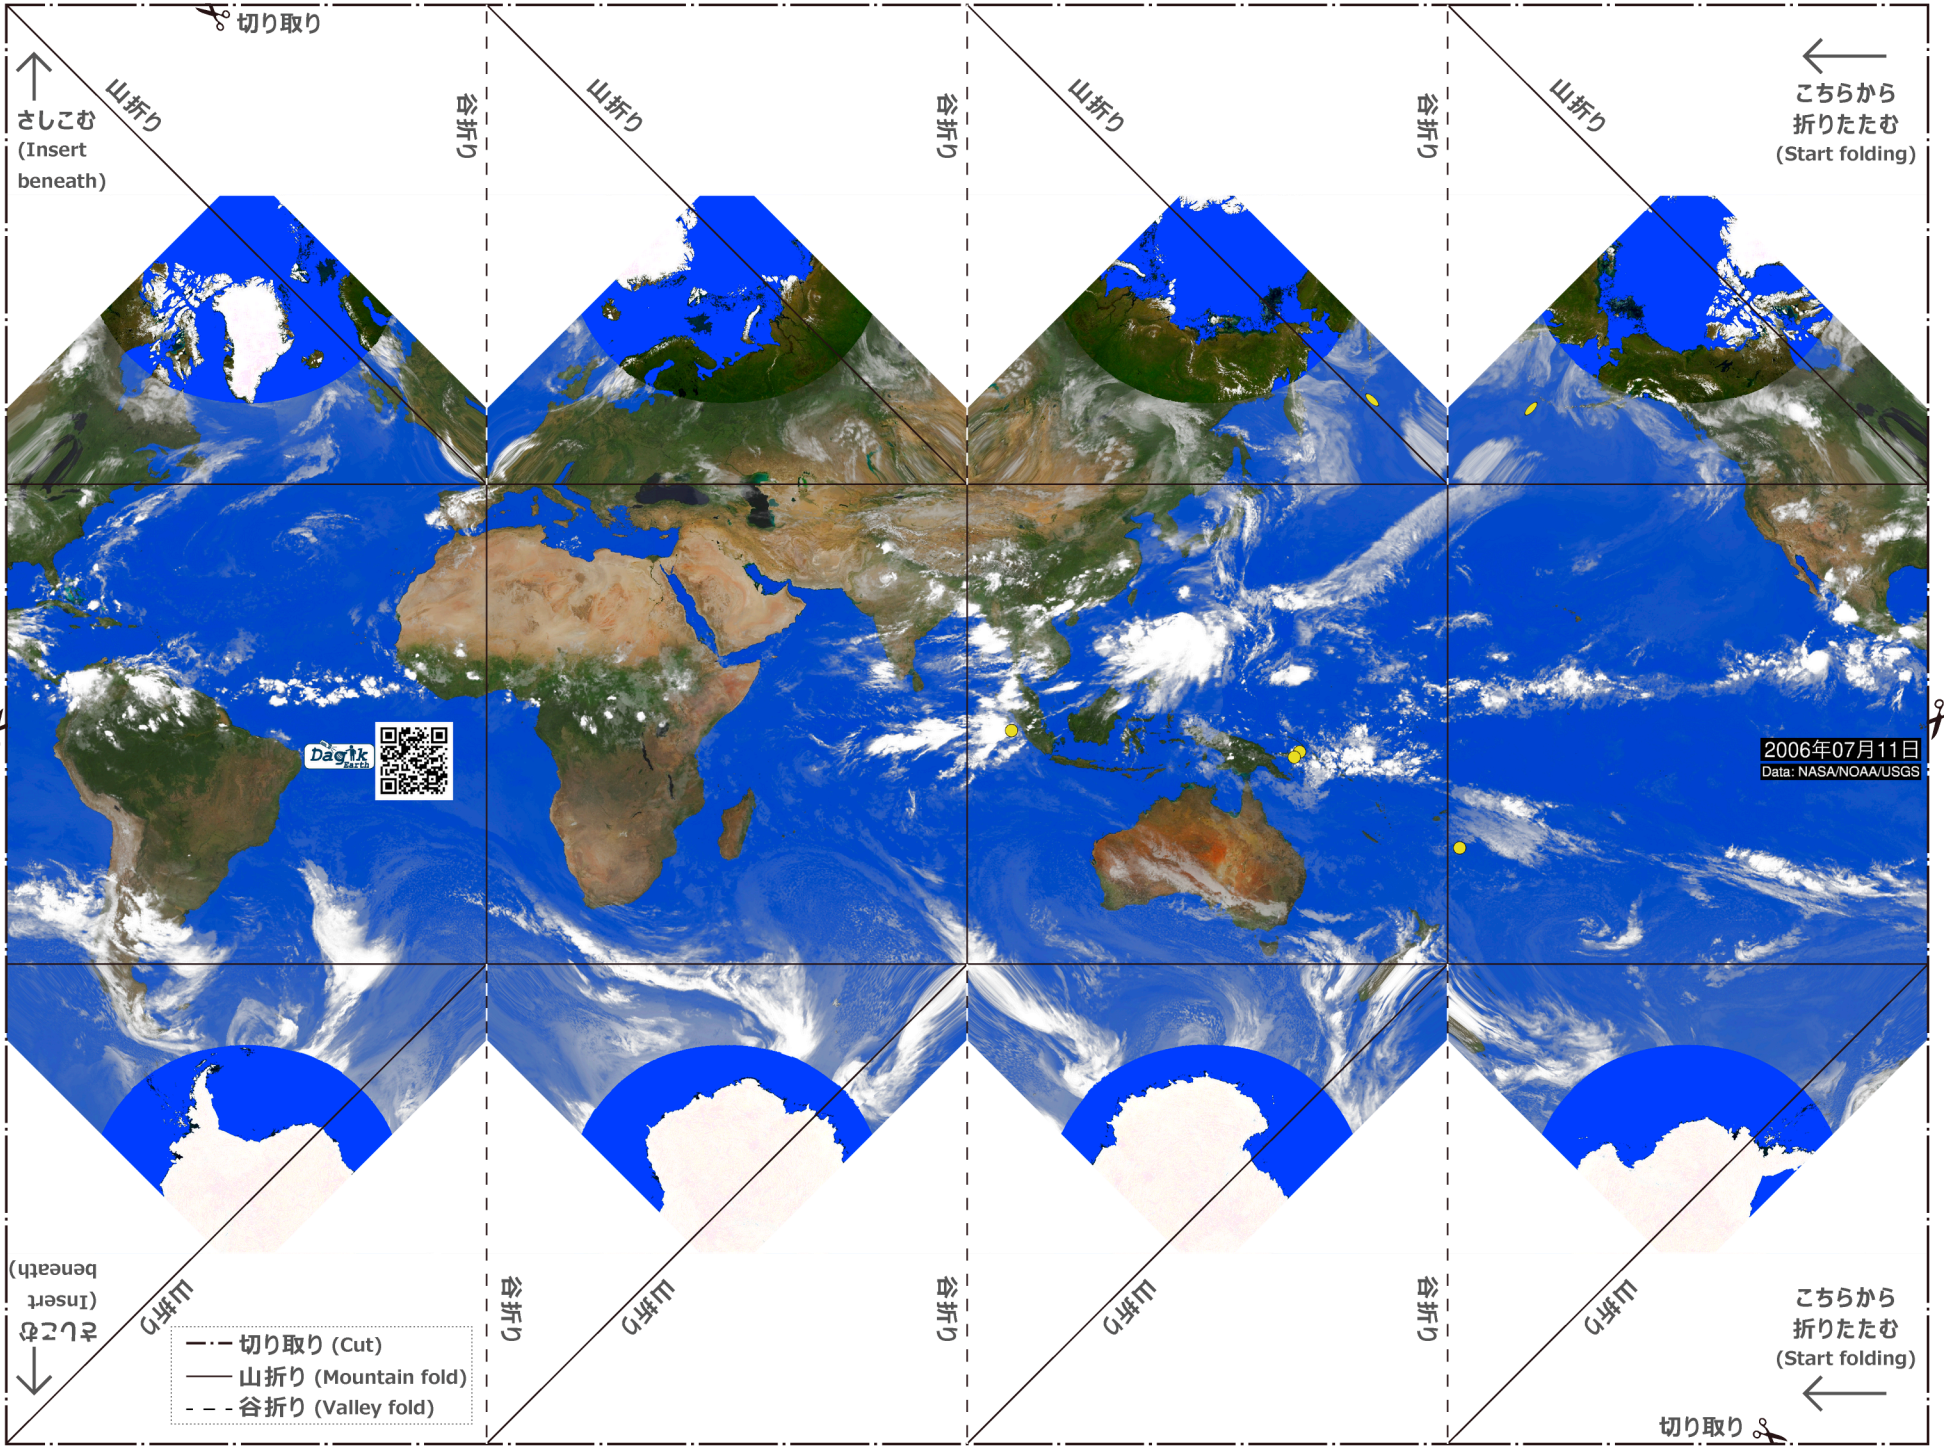 切り取り
山折り
谷折り
山折り
谷折り
山折り
谷折り
山折り
さしこむ
(Insert
beneath)
こちらから
折りたたむ
(Start folding)
Dagik
Earth
2006年07月11日
Data: NASA/NOAA/USGS
さしこむ
(Insert
beneath)
山折り
谷折り
山折り
谷折り
山折り
谷折り
山折り
こちらから
折りたたむ
(Start folding)
切り取り (Cut)
山折り (Mountain fold)
谷折り (Valley fold)
切り取り